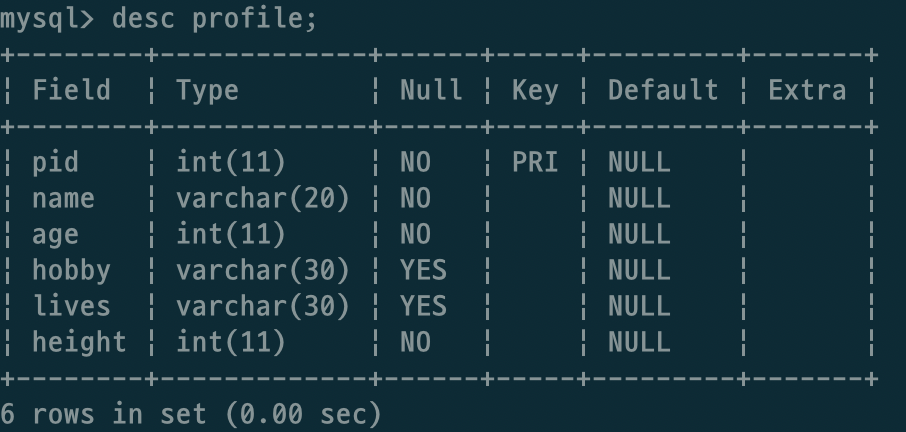 mysql> desc profile;
+--------+-------------+------+-----+---------+-------+
| Field  | Type        | Null | Key | Default | Extra |
+--------+-------------+------+-----+---------+-------+
| pid    | int(11)     | NO   | PRI | NULL    |       |
| name   | varchar(20) | NO   |     | NULL    |       |
| age    | int(11)     | NO   |     | NULL    |       |
| hobby  | varchar(30) | YES  |     | NULL    |       |
| lives  | varchar(30) | YES  |     | NULL    |       |
| height | int(11)     | NO   |     | NULL    |       |
+--------+-------------+------+-----+---------+-------+
6 rows in set (0.00 sec)